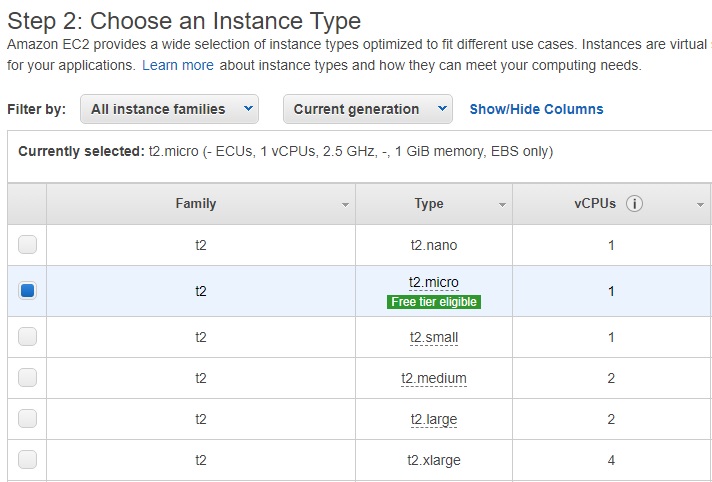 Step 2: Choose an Instance Type
Amazon EC2 provides a wide selection of instance types optimized to fit different use cases. Instances are virtual
for your applications. Learn more about instance types and how they can meet your computing needs.
Filter by: All instance families Current generation Show/Hide Columns
Currently selected: t2.micro (- ECUs, 1 vCPUs, 2.5 GHz, -, 1 GiB memory, EBS only)
Family Type vCPUs i
t2 t2.nano 1
t2 t2.micro 1
Free tier eligible
t2 t2.small 1
t2 t2.medium 2
t2 t2.large 2
t2 t2.xlarge 4